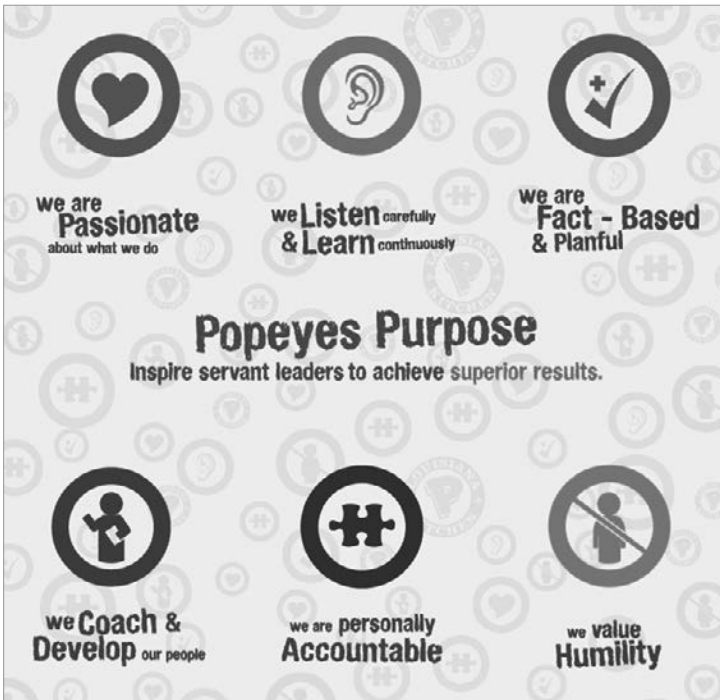 we are
Passionate
about what we do
we Listen carefully
& Learn continuously
we are
Fact - Based
& Planful
Popeyes Purpose
Inspire servant leaders to achieve superior results.
we Coach &
Develop our people
we are personally
Accountable
we value
Humility